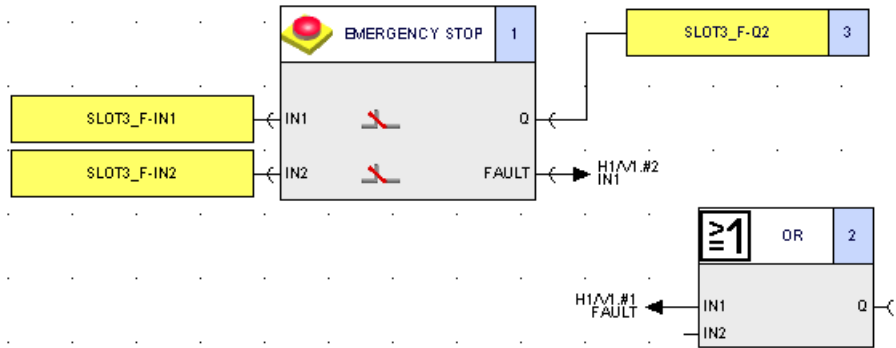 EMERGENCY STOP 1
SLOT3_F-Q2 3
SLOT3_F-IN1
IN1
Q
SLOT3_F-IN2
IN2
FAULT
H1/V1.#2
IN1
≥1 OR 2
H1/V1.#1
FAULT
IN1
Q
IN2